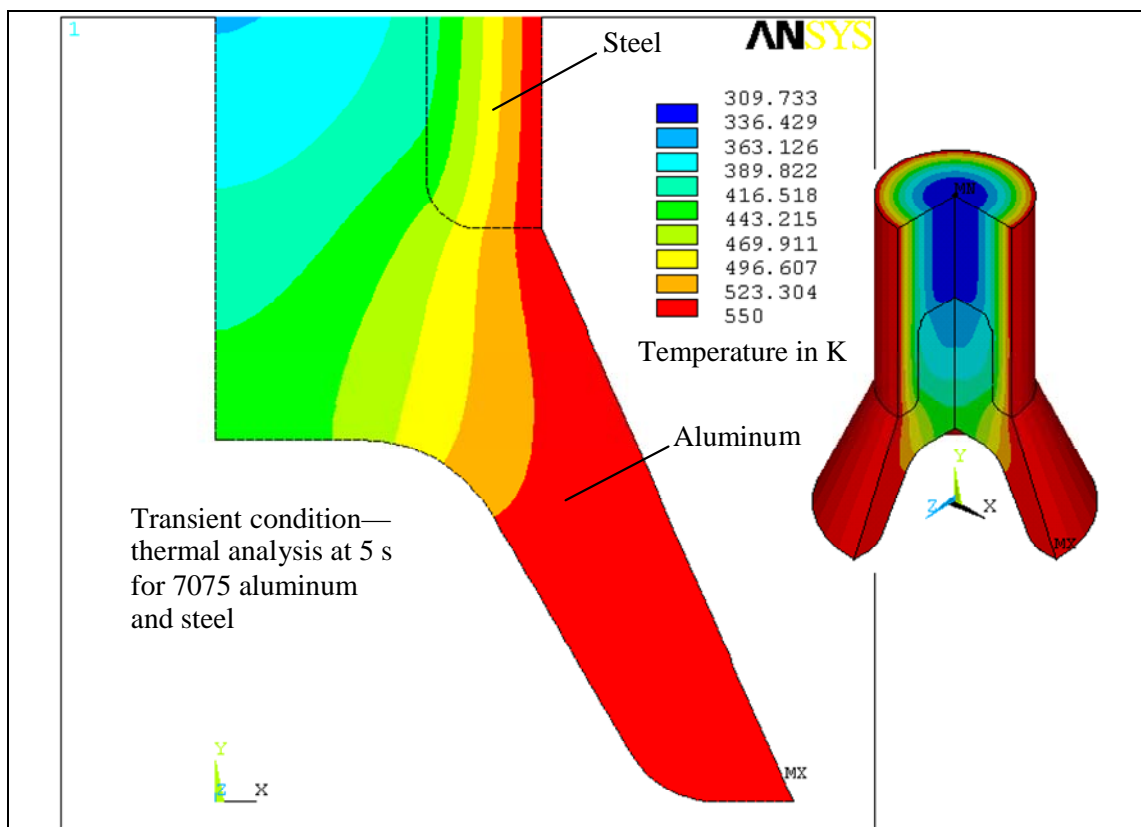 1
ANSYS
Steel
309.733
336.429
363.126
389.822
416.518
443.215
469.911
496.607
523.304
550
Temperature in K
MN
Aluminum
Y
Z
X
MX
Transient condition—
thermal analysis at 5 s
for 7075 aluminum
and steel
MX
Y
Z
X